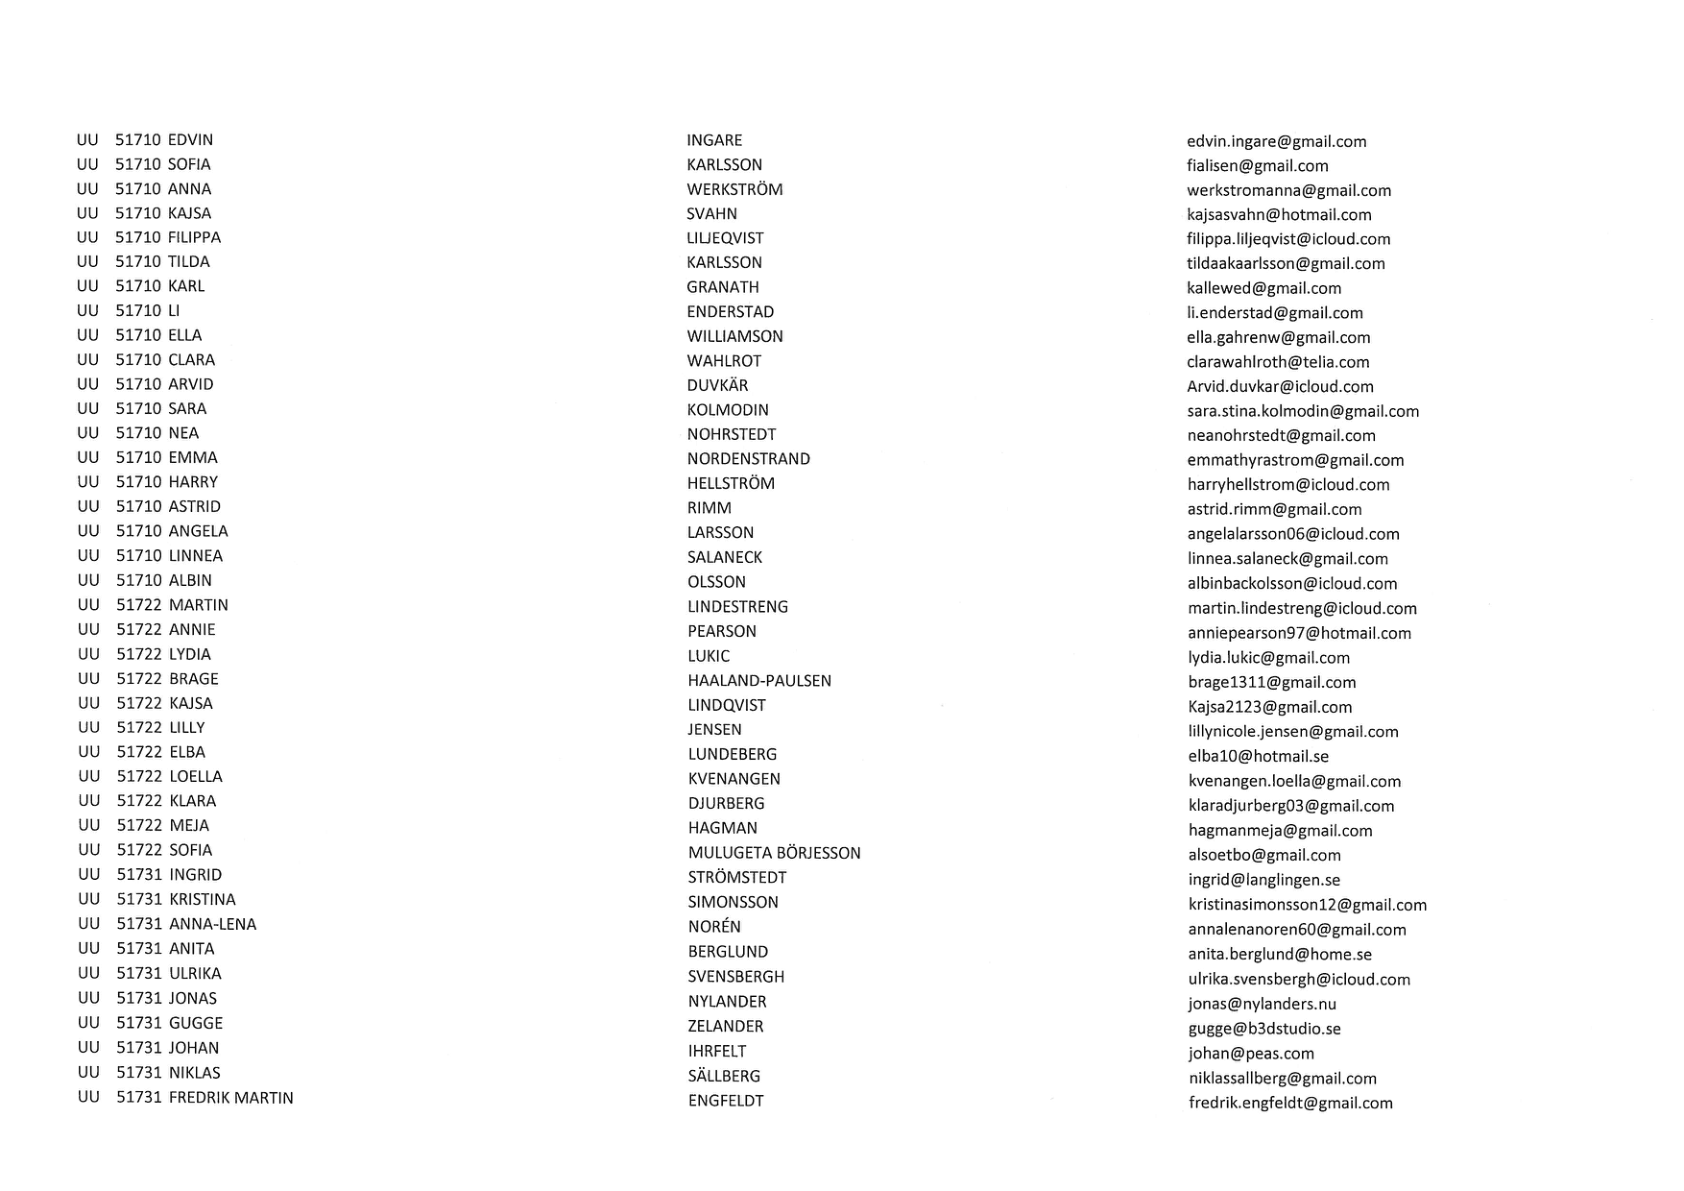 UU 51710 EDVIN INGARE edvin.ingare@gmail.com
UU 51710 SOFIA KARLSSON fialisen@gmail.com
UU 51710 ANNA WERKSTRÖM werkstromanna@gmail.com
UU 51710 KAJSA SVAHN kajsasvahn@hotmail.com
UU 51710 FILIPPA LILJEQVIST filippa.liljeqvist@icloud.com
UU 51710 TILDA KARLSSON tildaakaarlsson@gmail.com
UU 51710 KARL GRANATH kallewed@gmail.com
UU 51710 LI ENDERSTAD li.enderstad@gmail.com
UU 51710 ELLA WILLIAMSON ella.gahrenw@gmail.com
UU 51710 CLARA WAHLROT clarawahlroth@telia.com
UU 51710 ARVID DUVKÄR Arvid.duvkar@icloud.com
UU 51710 SARA KOLMODIN sara.stina.kolmodin@gmail.com
UU 51710 NEA NOHRSTEDT neanohrstedt@gmail.com
UU 51710 EMMA NORDENSTRAND emmathyrastrom@gmail.com
UU 51710 HARRY HELLSTRÖM harryhellstrom@icloud.com
UU 51710 ASTRID RIMM astrid.rimm@gmail.com
UU 51710 ANGELA LARSSON angelalarsson06@icloud.com
UU 51710 LINNEA SALANECK linnea.salaneck@gmail.com
UU 51710 ALBIN OLSSON albinbackolsson@icloud.com
UU 51722 MARTIN LINDESTRENG martin.lindestreng@icloud.com
UU 51722 ANNIE PEARSON anniepearson97@hotmail.com
UU 51722 LYDIA LUKIC lydia.lukic@gmail.com
UU 51722 BRAGE HAALAND-PAULSEN brage1311@gmail.com
UU 51722 KAJSA LINDQVIST Kajsa2123@gmail.com
UU 51722 LILLY JENSEN lillynicole.jensen@gmail.com
UU 51722 ELBA LUNDEBERG elba10@hotmail.se
UU 51722 LOELLA KVENANGEN kvenangen.loella@gmail.com
UU 51722 KLARA DJURBERG klaradjurberg03@gmail.com
UU 51722 MEJA HAGMAN hagmanmeja@gmail.com
UU 51722 SOFIA MULUGETA BÖRJESSON alsoetbo@gmail.com
UU 51731 INGRID STRÖMSTEDT ingrid@langlingen.se
UU 51731 KRISTINA SIMONSSON kristinasimonsson12@gmail.com
UU 51731 ANNA-LENA NORÉN annalenanoren60@gmail.com
UU 51731 ANITA BERGLUND anita.berglund@home.se
UU 51731 ULRIKA SVENSBERGH ulrika.svensbergh@icloud.com
UU 51731 JONAS NYLANDER jonas@nylanders.nu
UU 51731 GUGGE ZELANDER gugge@b3dstudio.se
UU 51731 JOHAN IHRFELT johan@peas.com
UU 51731 NIKLAS SÄLLBERG niklassallberg@gmail.com
UU 51731 FREDRIK MARTIN ENGFELDT fredrik.engfeldt@gmail.com